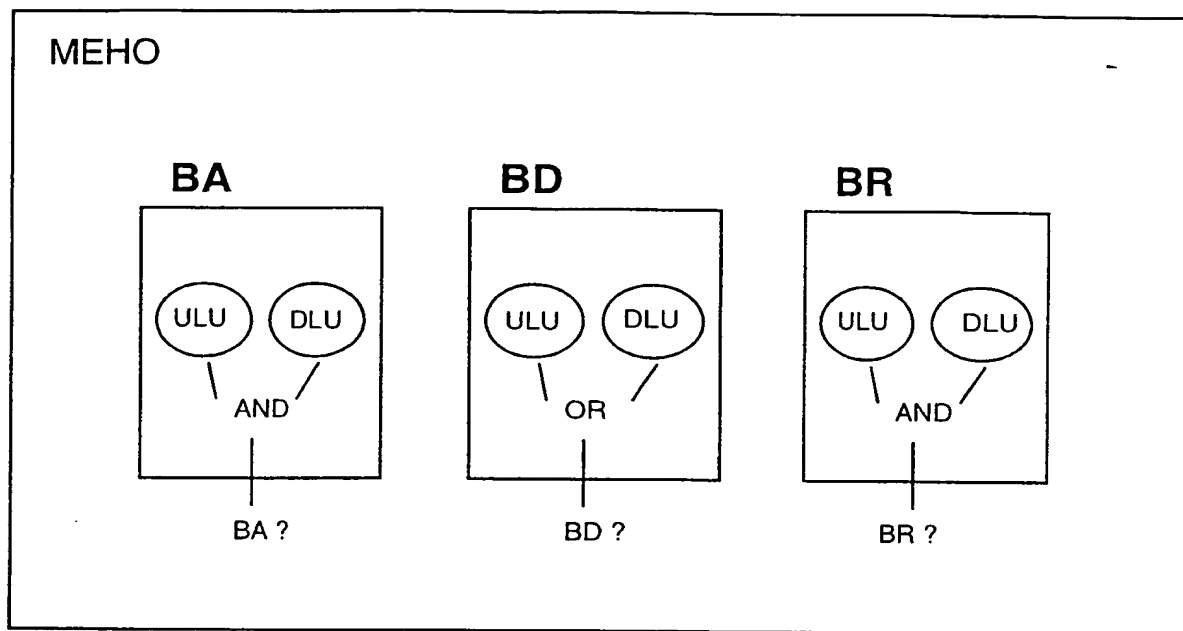 MEHO
BA BD BR
ULU DLU ULU DLU ULU DLU
AND OR AND
BA ? BD ? BR ?